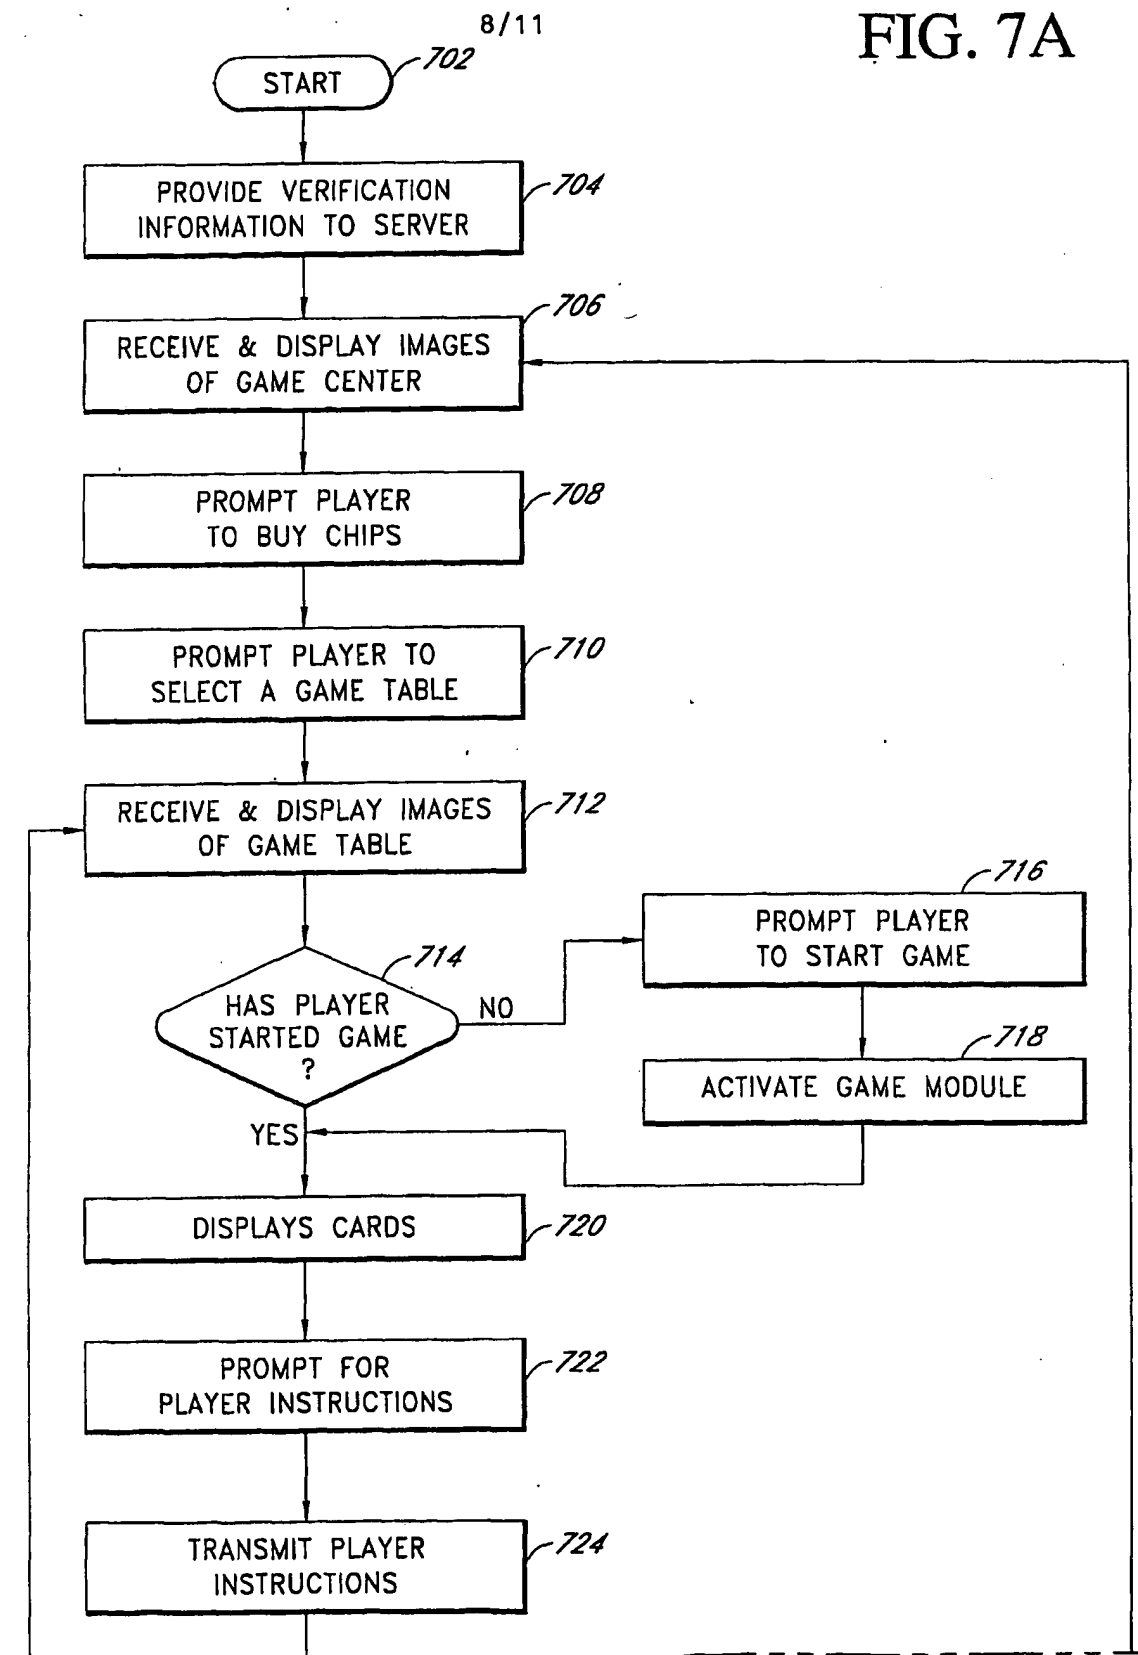 8/11
FIG. 7A
START
702
PROVIDE VERIFICATION
INFORMATION TO SERVER
704
RECEIVE & DISPLAY IMAGES
OF GAME CENTER
706
PROMPT PLAYER
TO BUY CHIPS
708
PROMPT PLAYER TO
SELECT A GAME TABLE
710
RECEIVE & DISPLAY IMAGES
OF GAME TABLE
712
HAS PLAYER
STARTED GAME
?
714
NO
PROMPT PLAYER
TO START GAME
716
ACTIVATE GAME MODULE
718
YES
DISPLAYS CARDS
720
PROMPT FOR
PLAYER INSTRUCTIONS
722
TRANSMIT PLAYER
INSTRUCTIONS
724